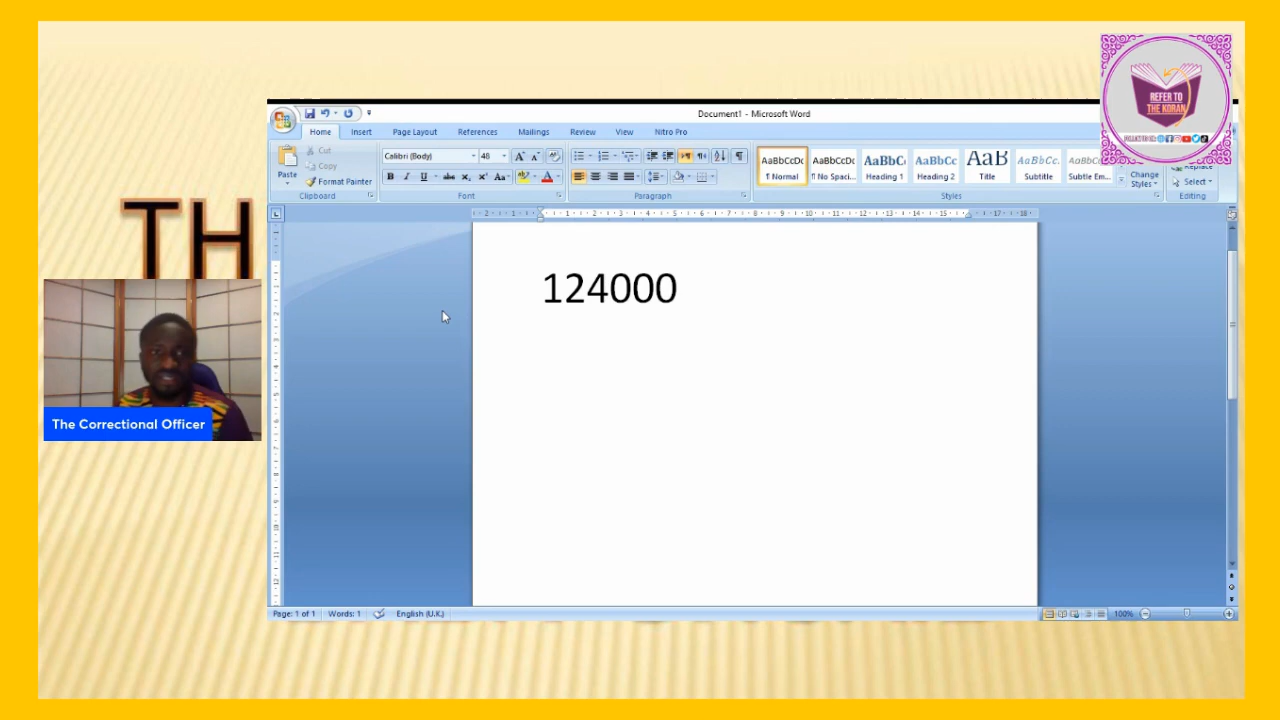 REFER TO
THE KORAN
Document1 - Microsoft Word
Home Insert Page Layout References Mailings Review View Nitro Pro
Cut
Copy
Format Painter
Paste
Clipboard
Calibri (Body) 48
Font
Paragraph
AaBbCcDc AaBbCcDc AaBbC AaBbCc AaB AaBbCc. AaBbC
¶ Normal ¶ No Spaci... Heading 1 Heading 2 Title Subtitle Subtle Em...
Change
Styles
Styles
Replace
Select
Editing
TH
124000
The Correctional Officer
Page: 1 of 1 Words: 1 English (U.K.) 100%